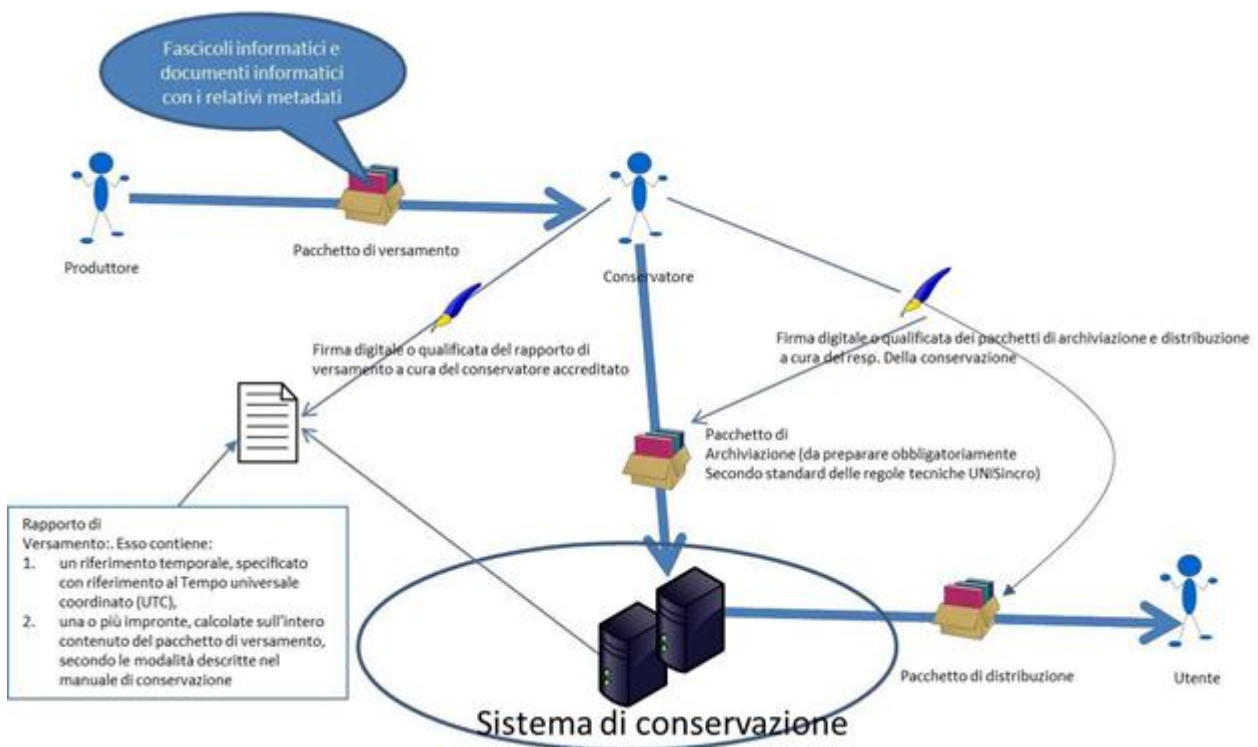 Fascicoli informatici e
documenti informatici
con i relativi metadati
Produttore
Pacchetto di versamento
Conservatore
Firma digitale o qualificata del rapporto di
versamento a cura del conservatore accreditato
Firma digitale o qualificata dei pacchetti di archiviazione e distribuzione
a cura del resp. Della conservazione
Pacchetto di
Archiviazione (da preparare obbligatoriamente
Secondo standard delle regole tecniche UNISincro)
Rapporto di
Versamento:. Esso contiene:
1. un riferimento temporale, specificato
con riferimento al Tempo universale
coordinato (UTC),
2. una o più impronte, calcolate sull'intero
contenuto del pacchetto di versamento,
secondo le modalità descritte nel
manuale di conservazione
Pacchetto di distribuzione
Utente
Sistema di conservazione